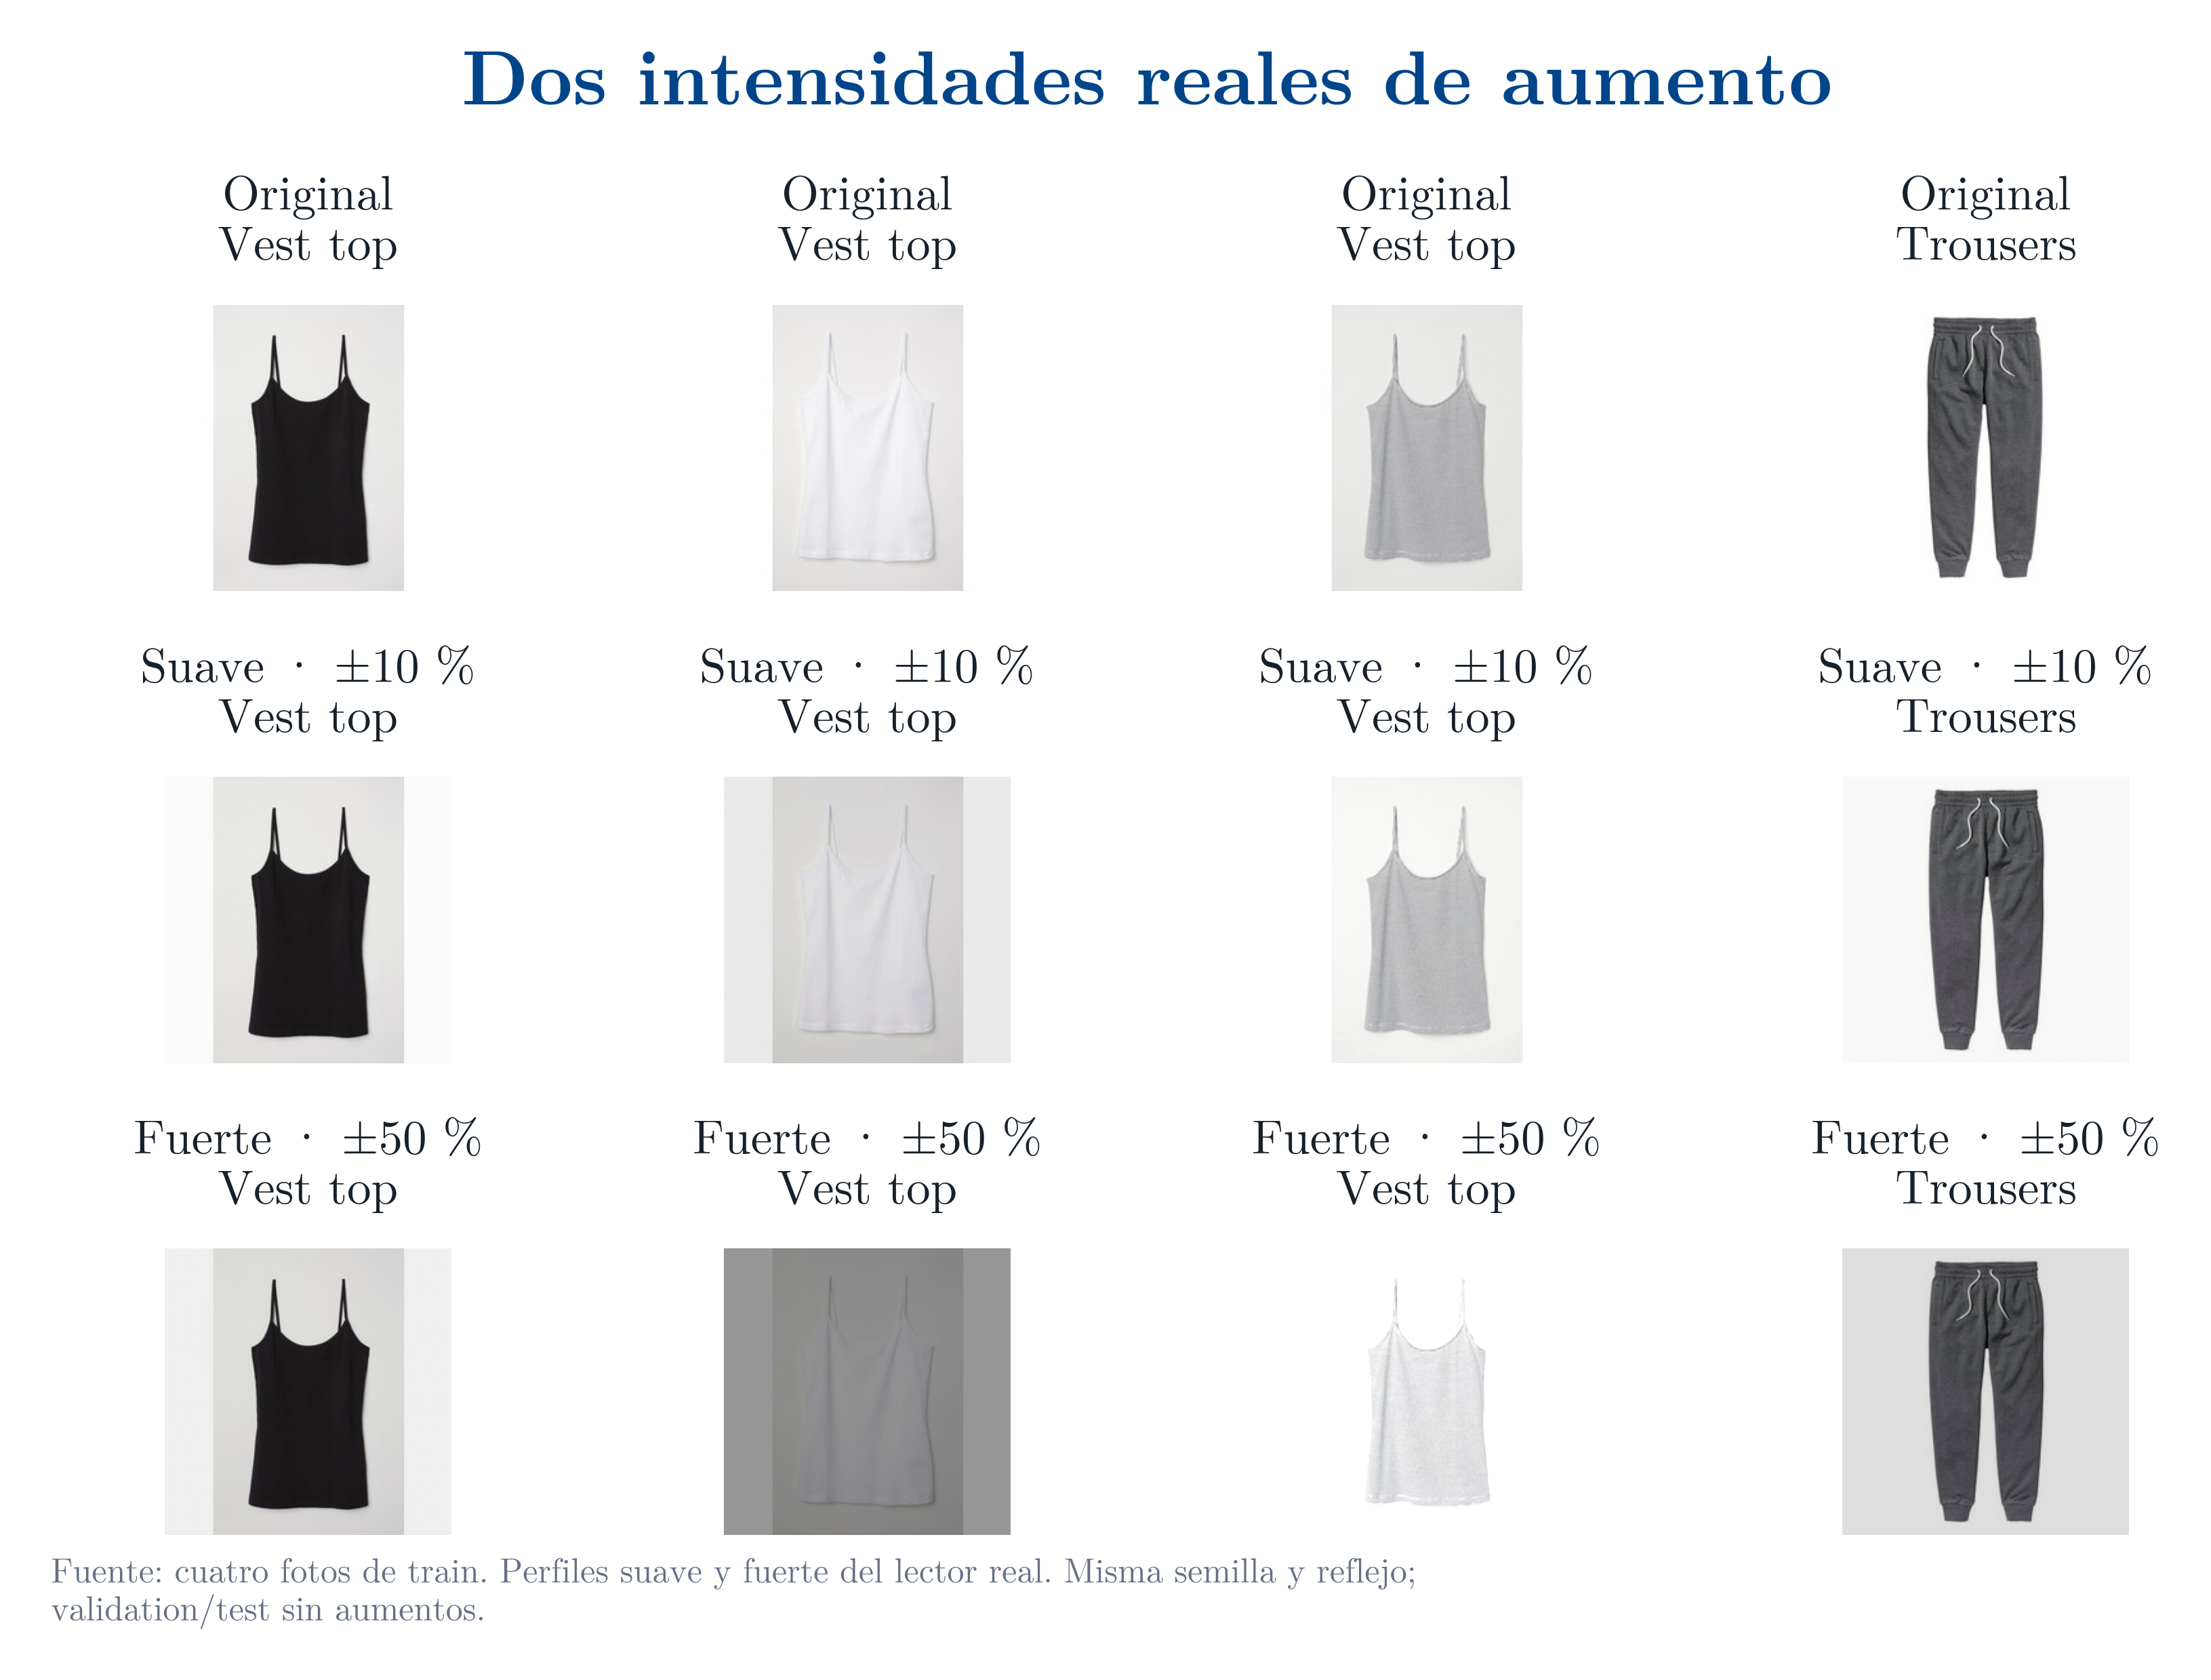 Dos intensidades reales de aumento
Original
Vest top
Original
Vest top
Original
Vest top
Original
Trousers
Suave · ±10 %
Vest top
Suave · ±10 %
Vest top
Suave · ±10 %
Vest top
Suave · ±10 %
Trousers
Fuerte · ±50 %
Vest top
Fuerte · ±50 %
Vest top
Fuerte · ±50 %
Vest top
Fuerte · ±50 %
Trousers
Fuente: cuatro fotos de train. Perfiles suave y fuerte del lector real. Misma semilla y reflejo;
validation/test sin aumentos.